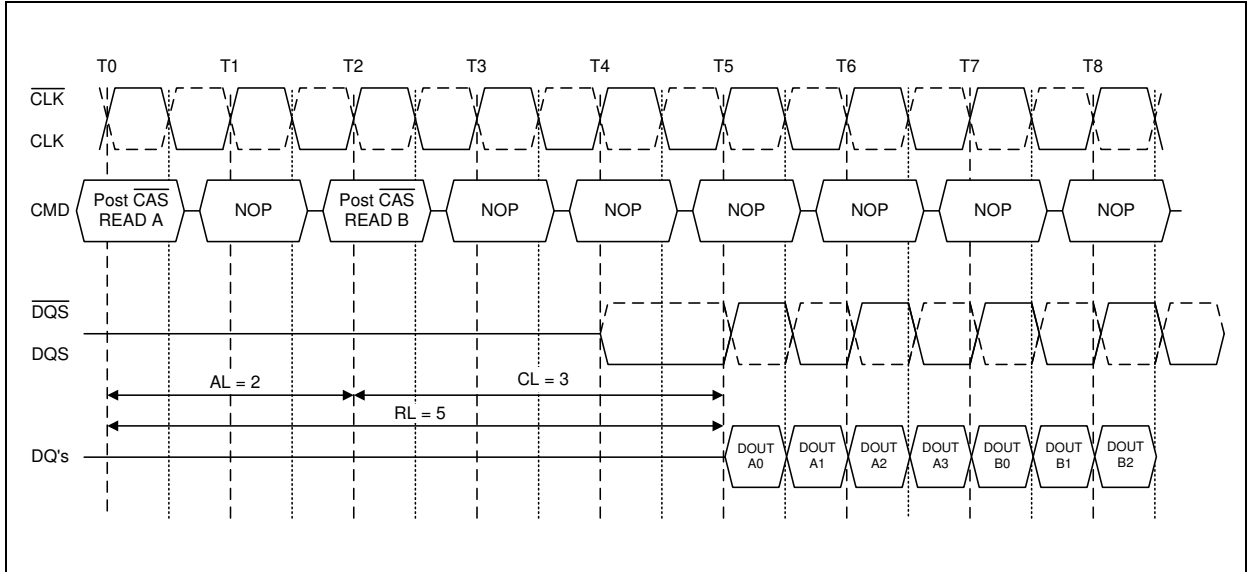 T0 T1 T2 T3 T4 T5 T6 T7 T8
CLK
CLK
CMD Post CAS NOP Post CAS NOP NOP NOP NOP NOP NOP
READ A READ B
DQS
DQS
AL = 2 CL = 3
RL = 5
DQ's DOUT DOUT DOUT DOUT DOUT DOUT DOUT
A0 A1 A2 A3 B0 B1 B2